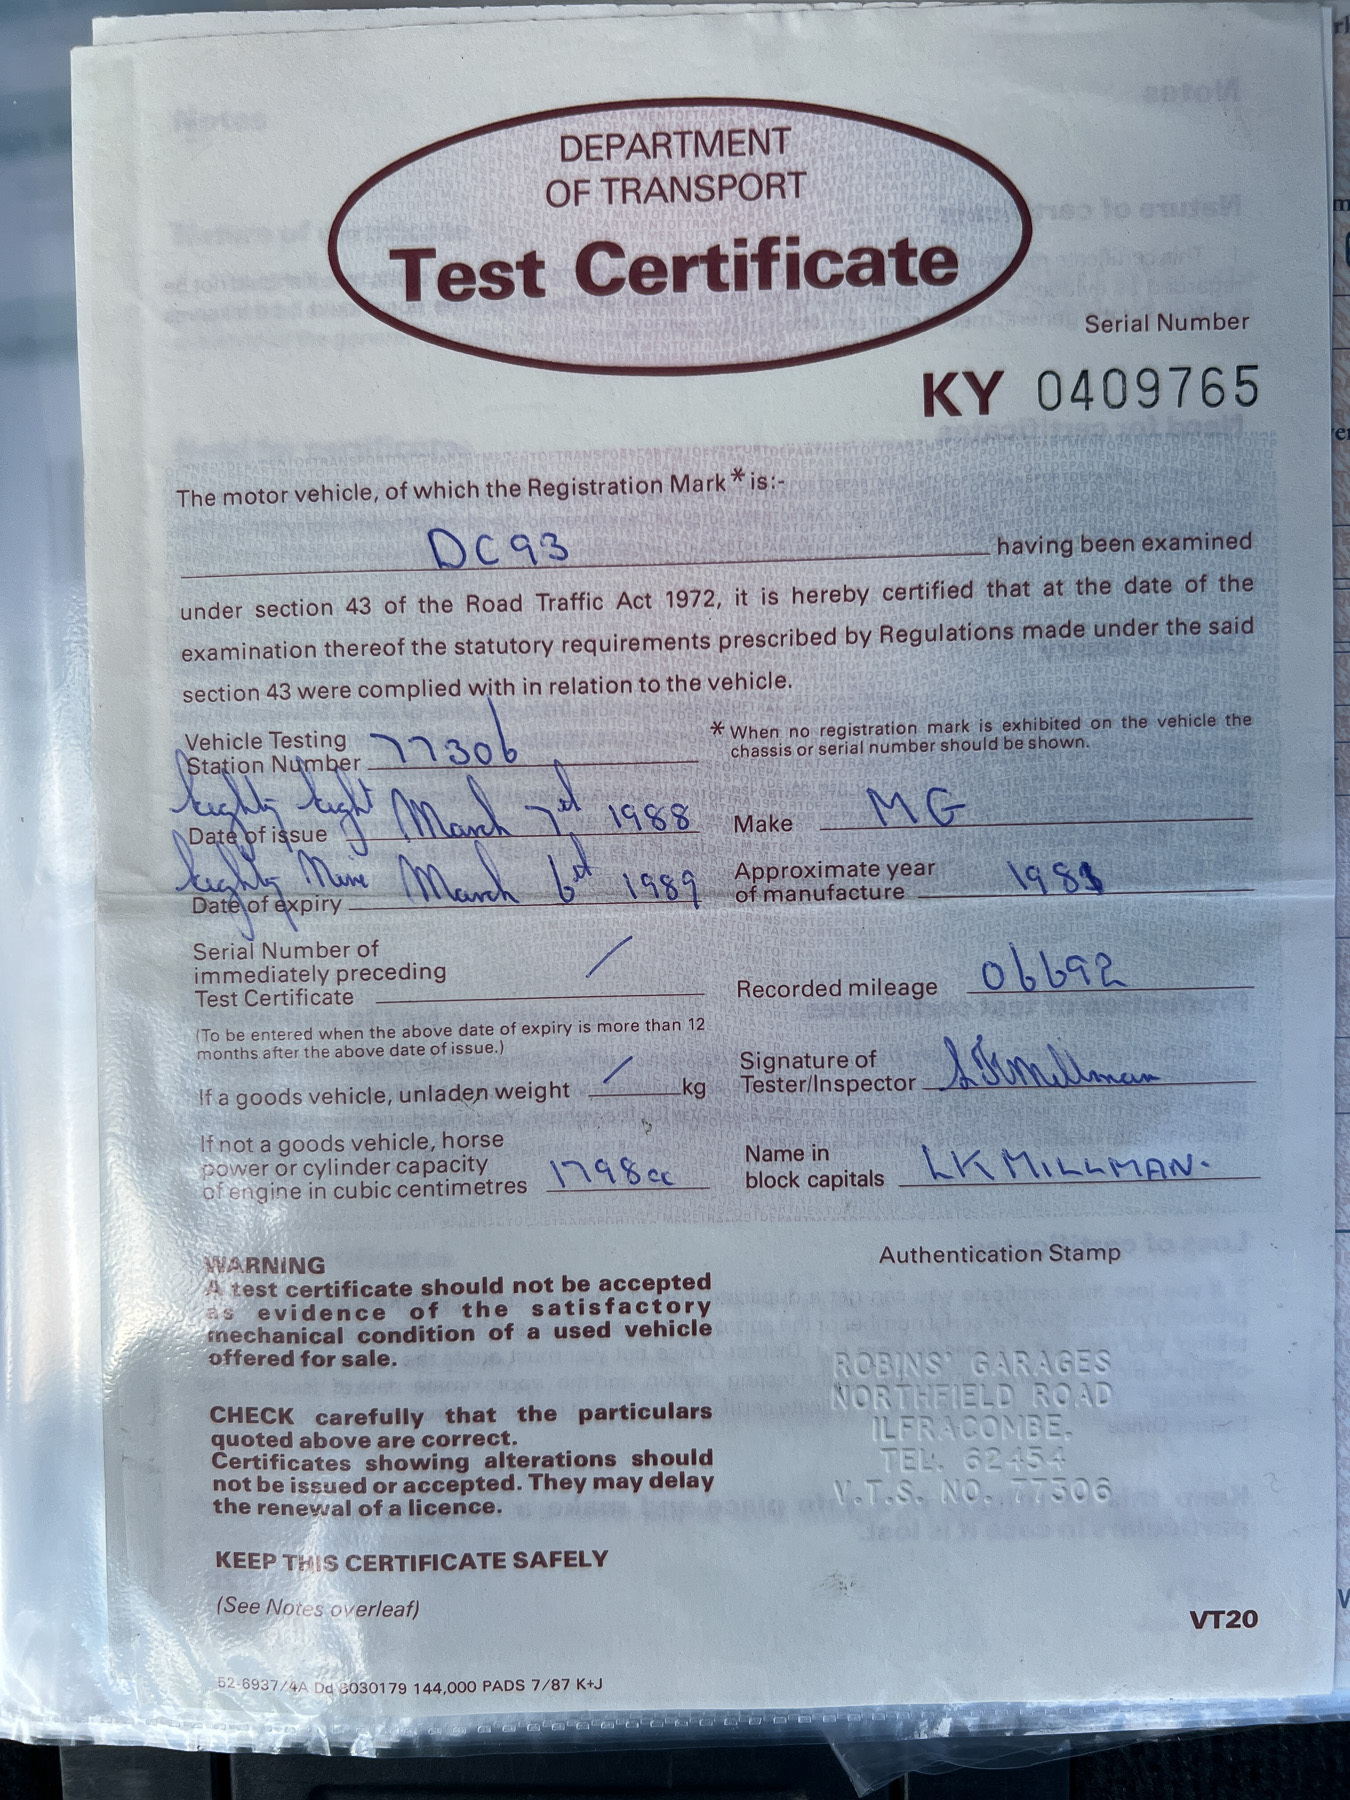 DEPARTMENT
OF TRANSPORT
Test Certificate
Serial Number
KY 0409765
The motor vehicle, of which the Registration Mark * is:-
DC93 having been examined
under section 43 of the Road Traffic Act 1972, it is hereby certified that at the date of the
examination thereof the statutory requirements prescribed by Regulations made under the said
section 43 were complied with in relation to the vehicle.
* When no registration mark is exhibited on the vehicle the
chassis or serial number should be shown.
Vehicle Testing
Station Number 77306
Eighty Eight
Date of issue March 7th 1988
Make MG
Eighty Nine
Date of expiry March 6th 1989
Approximate year
of manufacture 1981
Serial Number of
immediately preceding
Test Certificate /
Recorded mileage 06692
(To be entered when the above date of expiry is more than 12
months after the above date of issue.)
Signature of
Tester/Inspector Millman
If a goods vehicle, unladen weight / kg
If not a goods vehicle, horse
power or cylinder capacity
of engine in cubic centimetres 1798cc
Name in
block capitals LK MILLMAN.
WARNING
A test certificate should not be accepted
as evidence of the satisfactory
mechanical condition of a used vehicle
offered for sale.
CHECK carefully that the particulars
quoted above are correct.
Certificates showing alterations should
not be issued or accepted. They may delay
the renewal of a licence.
KEEP THIS CERTIFICATE SAFELY
(See Notes overleaf)
Authentication Stamp
ROBINS' GARAGES
NORTHFIELD ROAD
ILFRACOMBE,
TEL. 62454
V.T.S. NO. 77306
VT20
52-6937/4A Dd 8030179 144,000 PADS 7/87 K+J